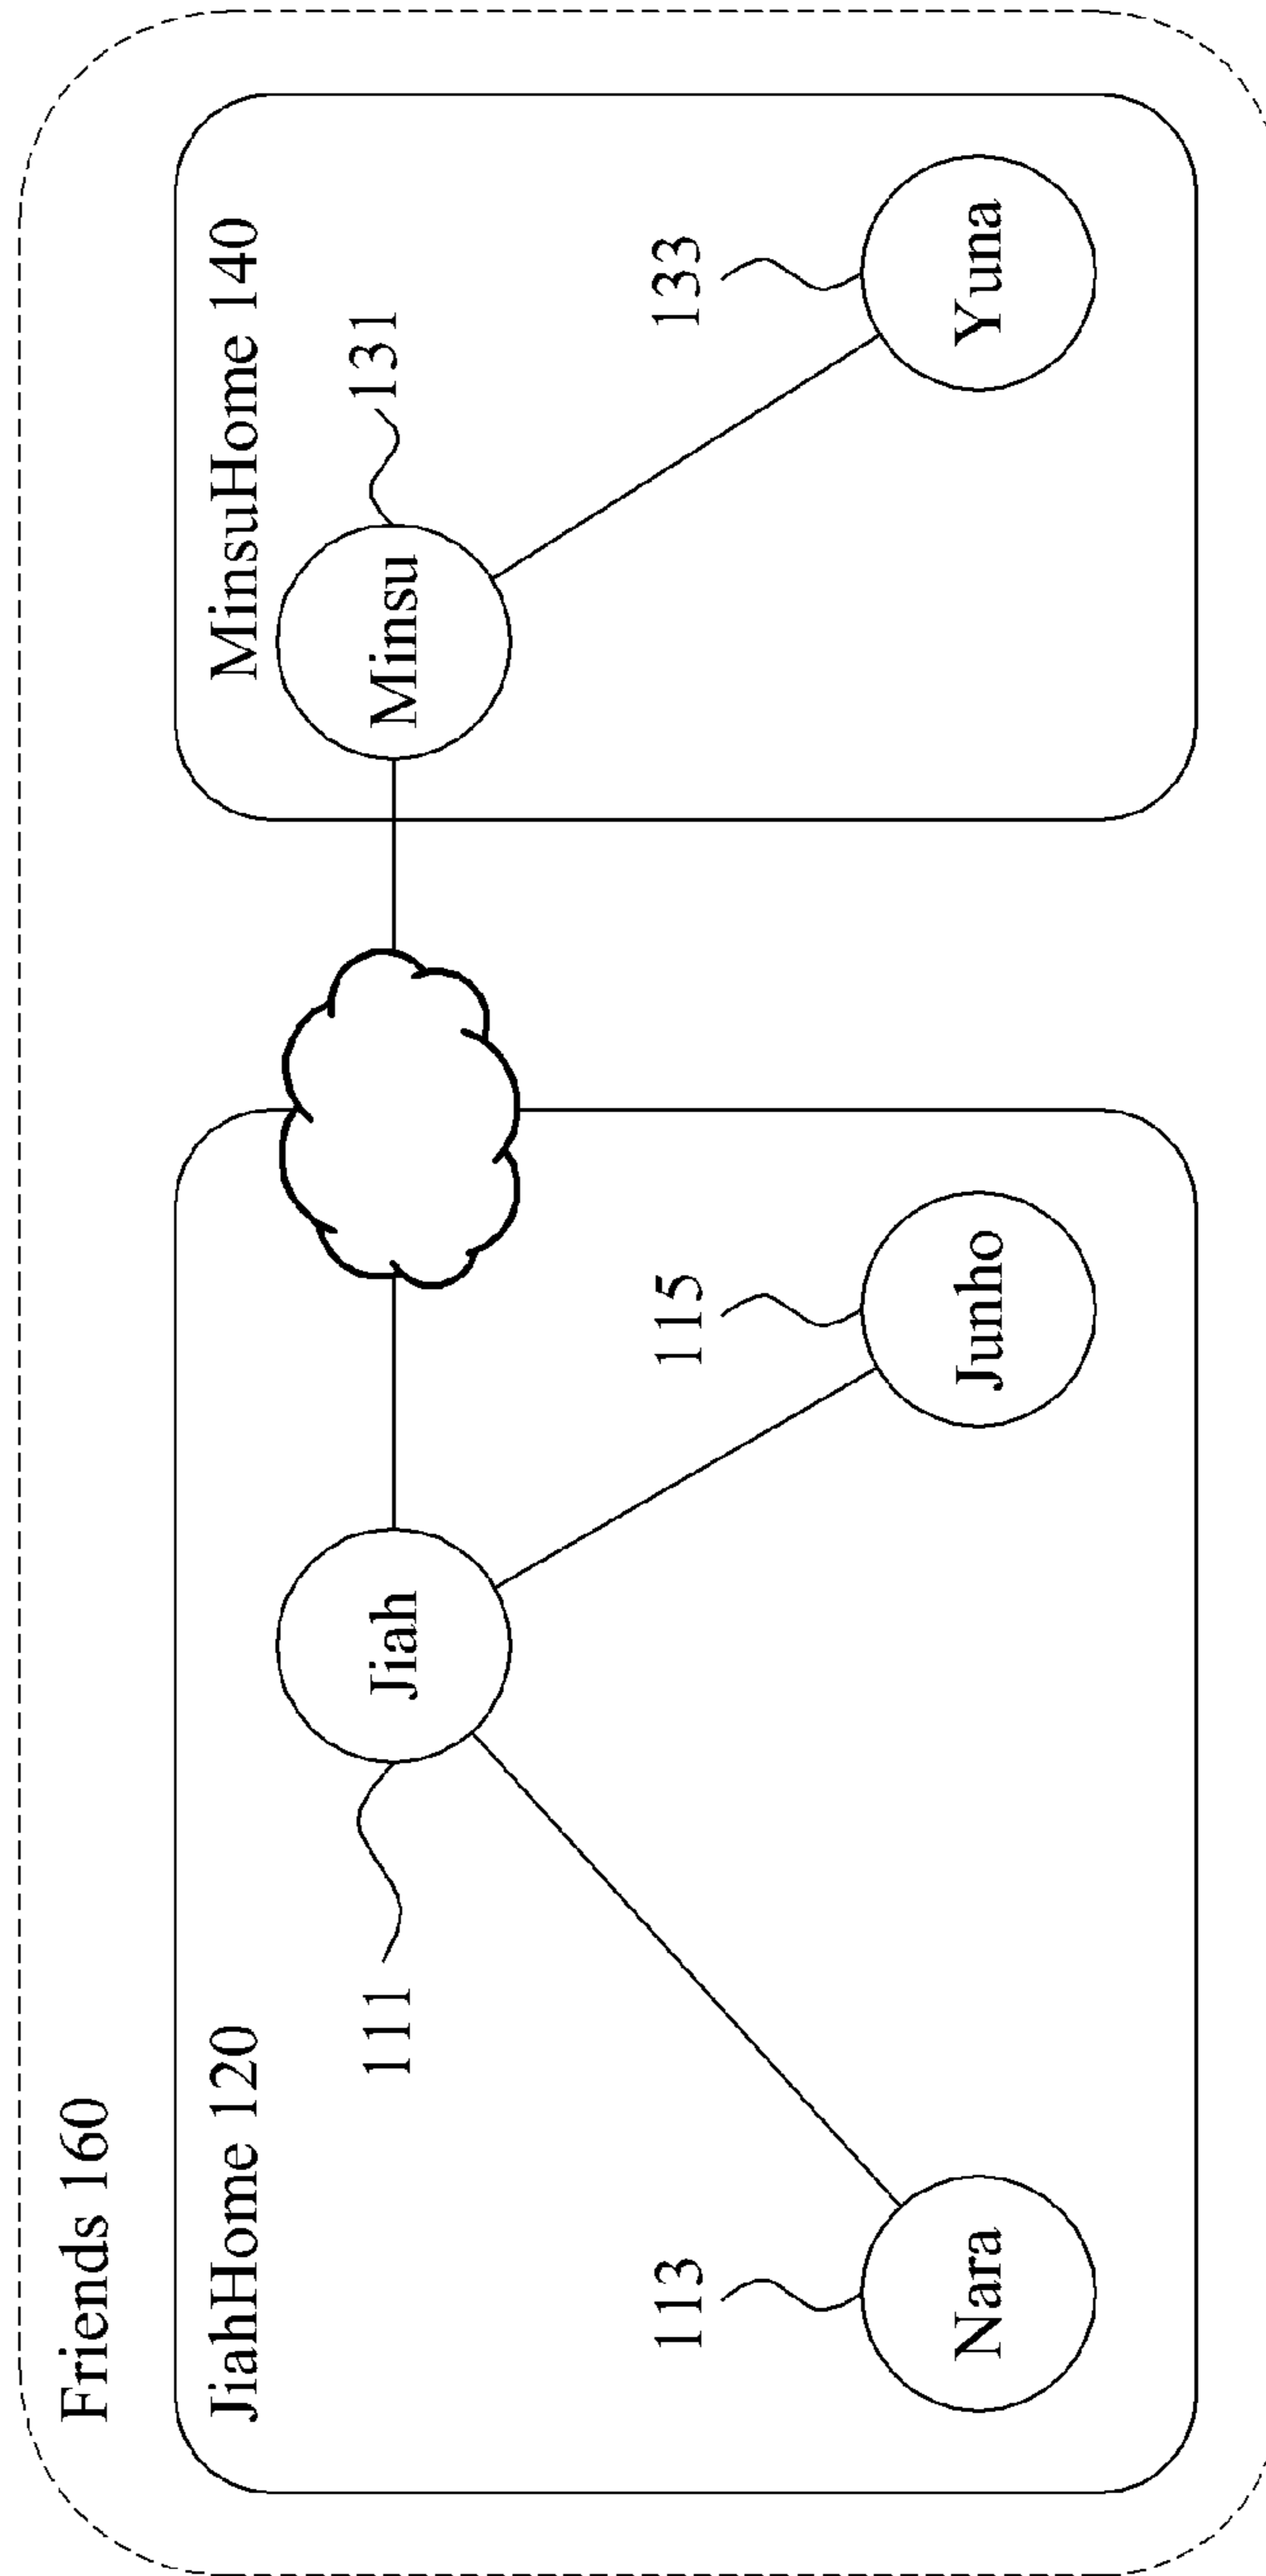 Friends 160
JiahHome 120
MinsuHome 140
111
Jiah
Minsu
131
113
115
133
Nara
Junho
Yuna